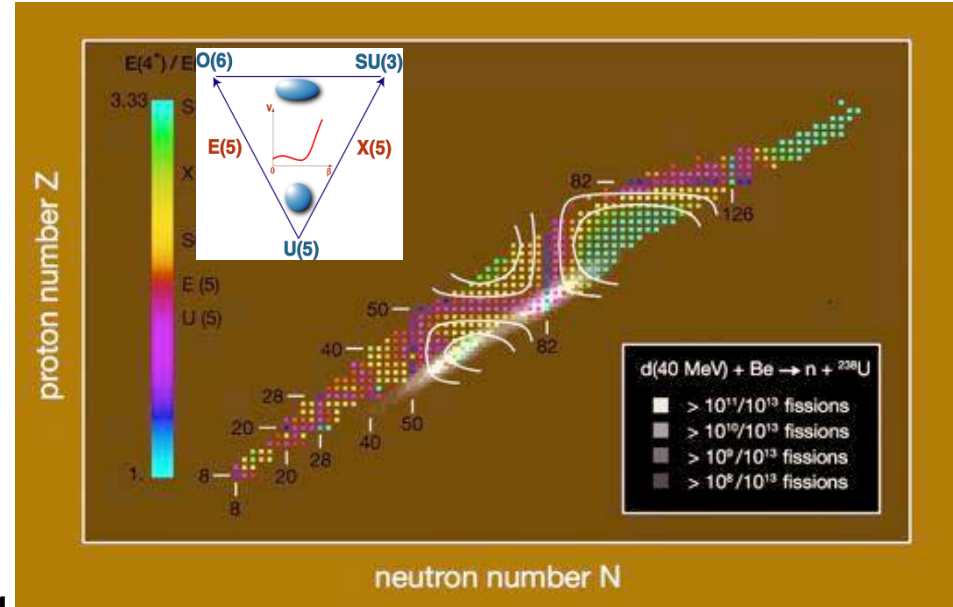 E(4+)/E
3.33
S
X
S
E (5)
U (5)
1.
O(6)
SU(3)
V
E(5)
X(5)
0
β
U(5)
proton number Z
82
126
50
82
40
50
28
40
20
28
20
8
8
d(40 MeV) + Be → n + ²³⁸U
> 10¹¹/10¹³ fissions
> 10¹⁰/10¹³ fissions
> 10⁹/10¹³ fissions
> 10⁸/10¹³ fissions
neutron number N